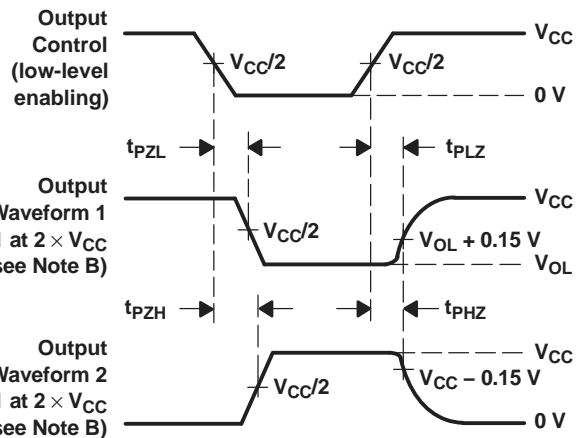 Output
Control
(low-level
enabling)
VCC/2
VCC/2
VCC
0 V
tPZL
tPLZ
Output
Waveform 1
1 at 2 × VCC
see Note B)
VCC/2
VCC
VOL + 0.15 V
VOL
tPZH
tPHZ
Output
Waveform 2
1 at 2 × VCC
see Note B)
VCC/2
VCC
VCC – 0.15 V
0 V